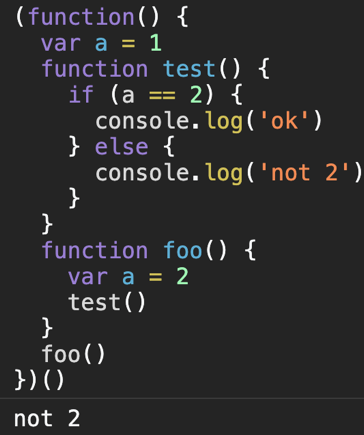 (function() {
  var a = 1
  function test() {
    if (a == 2) {
      console.log('ok')
    } else {
      console.log('not 2')
    }
  }
  function foo() {
    var a = 2
    test()
  }
  foo()
})()
not 2